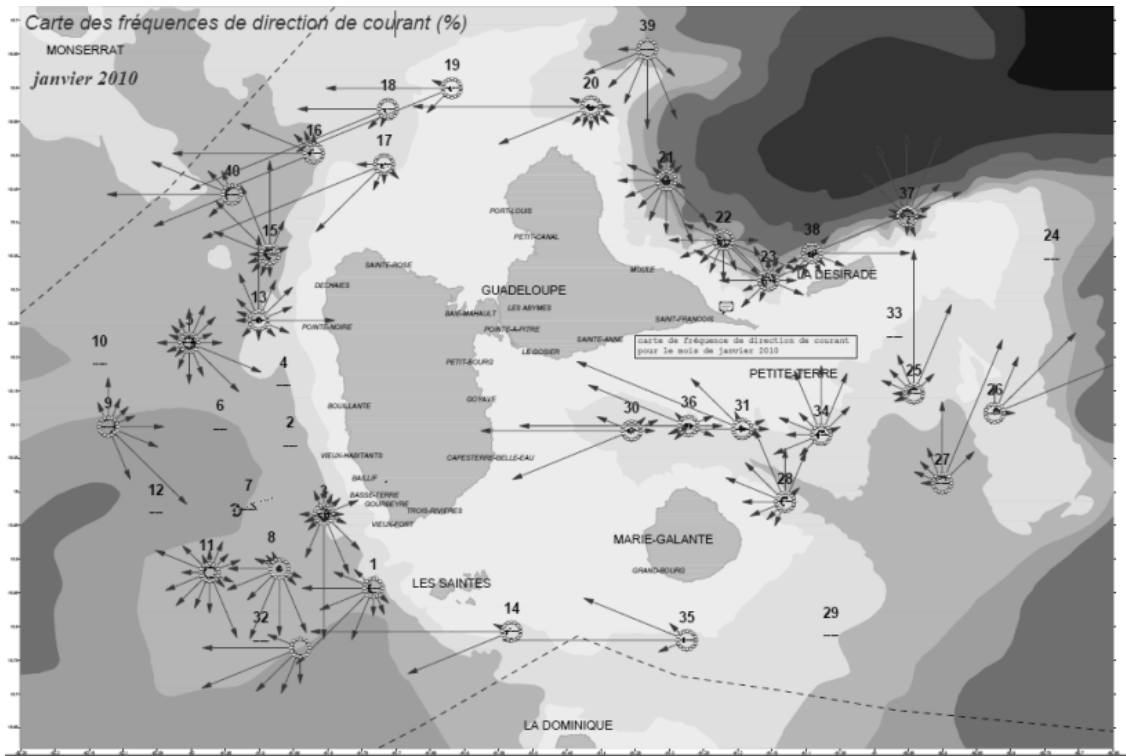 Carte des fréquences de direction de courant (%)
MONSERRAT
janvier 2010
39
19
18
20
16
17
21
40
37
22
38
24
15
23
PORT-LOUIS
PETIT-CANAL
SAINTE-ROSE
MOULE
LA DESIRADE
DESHAIES
GUADELOUPE
13
LES ABYMES
BAIE-MAHAULT
SAINT-FRANCOIS
33
5
POINTE-NOIRE
POINTE-A-PITRE
SAINTE-ANNE
carte de fréquence de direction de courant
pour le mois de janvier 2010
10
LE GOSIER
4
PETIT-BOURG
PETITE-TERRE
25
26
9
6
BOUILLANTE
GOYAVE
30
36
31
34
2
VIEUX-HABITANTS
CAPESTERRE-BELLE-EAU
27
12
7
BAILLIF
28
3
BASSE-TERRE
GOURBEYRE
TROIS-RIVIERES
VIEUX-FORT
11
8
MARIE-GALANTE
1
LES SAINTES
GRAND-BOURG
32
14
35
29
LA DOMINIQUE